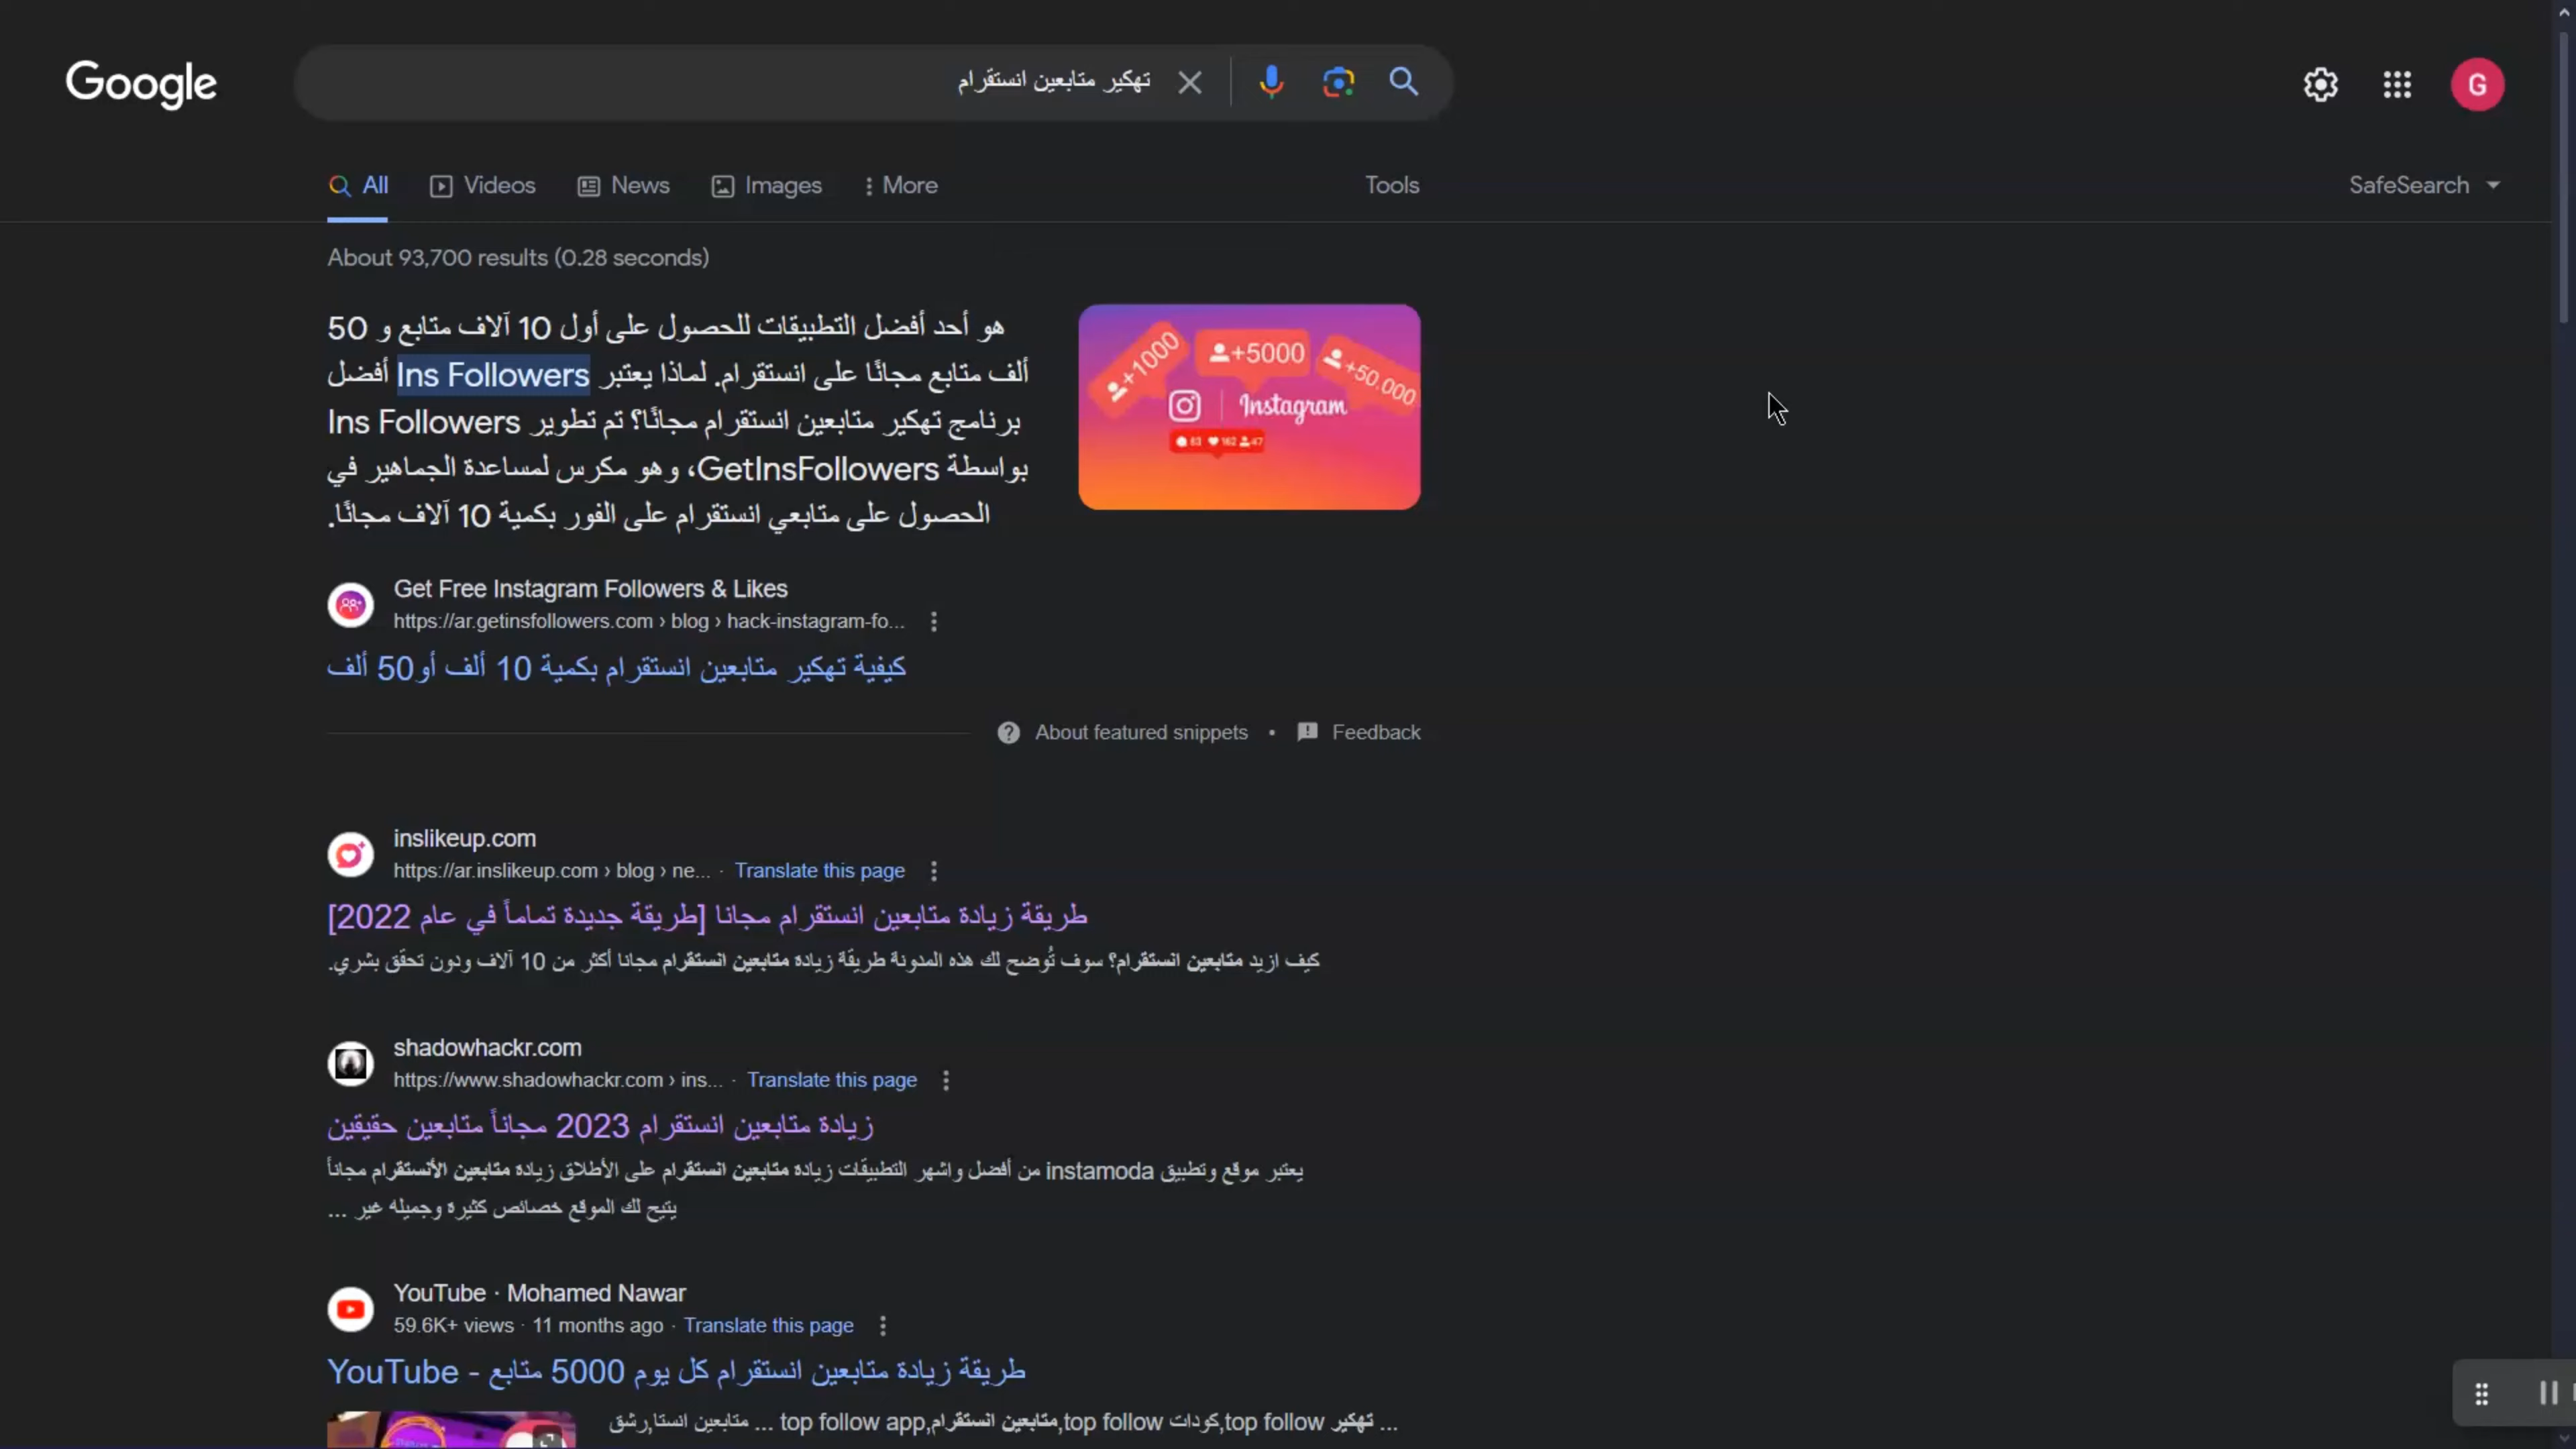 Google
تهكير متابعين انستقرام
G
All
Videos
News
Images
More
Tools
SafeSearch
About 93,700 results (0.28 seconds)
هو أحد أفضل التطبيقات للحصول على أول 10 آلاف متابع و 50
ألف متابع مجانًا على انستقرام. لماذا يعتبر Ins Followers أفضل
برنامج تهكير متابعين انستقرام مجانًا؟ تم تطوير Ins Followers
بواسطة GetInsFollowers، وهو مكرس لمساعدة الجماهير في
الحصول على متابعي انستقرام على الفور بكمية 10 آلاف مجانًا.
+1000
+5000
+50.000
Instagram
83 162 47
Get Free Instagram Followers & Likes
https://ar.getinsfollowers.com › blog › hack-instagram-fo...
كيفية تهكير متابعين انستقرام بكمية 10 ألف أو50 ألف
About featured snippets • Feedback
inslikeup.com
https://ar.inslikeup.com › blog › ne... · Translate this page
طريقة زيادة متابعين انستقرام مجانا [طريقة جديدة تماماً في عام 2022]
كيف ازيد متابعين انستقرام؟ سوف تُوضح لك هذه المدونة طريقة زيادة متابعين انستقرام مجانا أكثر من 10 آلاف ودون تحقق بشري.
shadowhackr.com
https://www.shadowhackr.com › ins... · Translate this page
زيادة متابعين انستقرام 2023 مجاناً متابعين حقيقين
يعتبر موقع وتطبيق instamoda من أفضل واشهر التطبيقات زيادة متابعين انستقرام على الأطلاق زيادة متابعين الأنستقرام مجاناً
يتيح لك الموقع خصائص كثيرة وجميله غير ...
YouTube · Mohamed Nawar
59.6K+ views · 11 months ago · Translate this page
طريقة زيادة متابعين انستقرام كل يوم 5000 متابع - YouTube
... متابعين انستا,رشق ... top follow app,متابعين انستقرام,top follow كودات,top follow تهكير ...